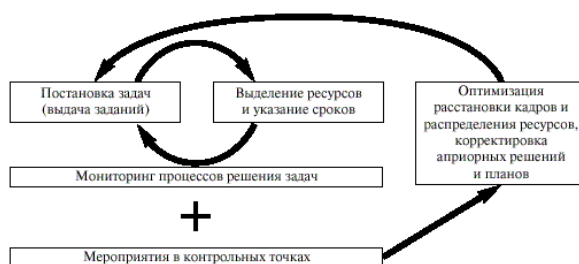 Постановка задач
(выдача заданий)
Выделение ресурсов
и указание сроков
Оптимизация
расстановки кадров и
распределения ресурсов,
корректировка
априорных решений
и планов
Мониторинг процессов решения задач
+
Мероприятия в контрольных точках